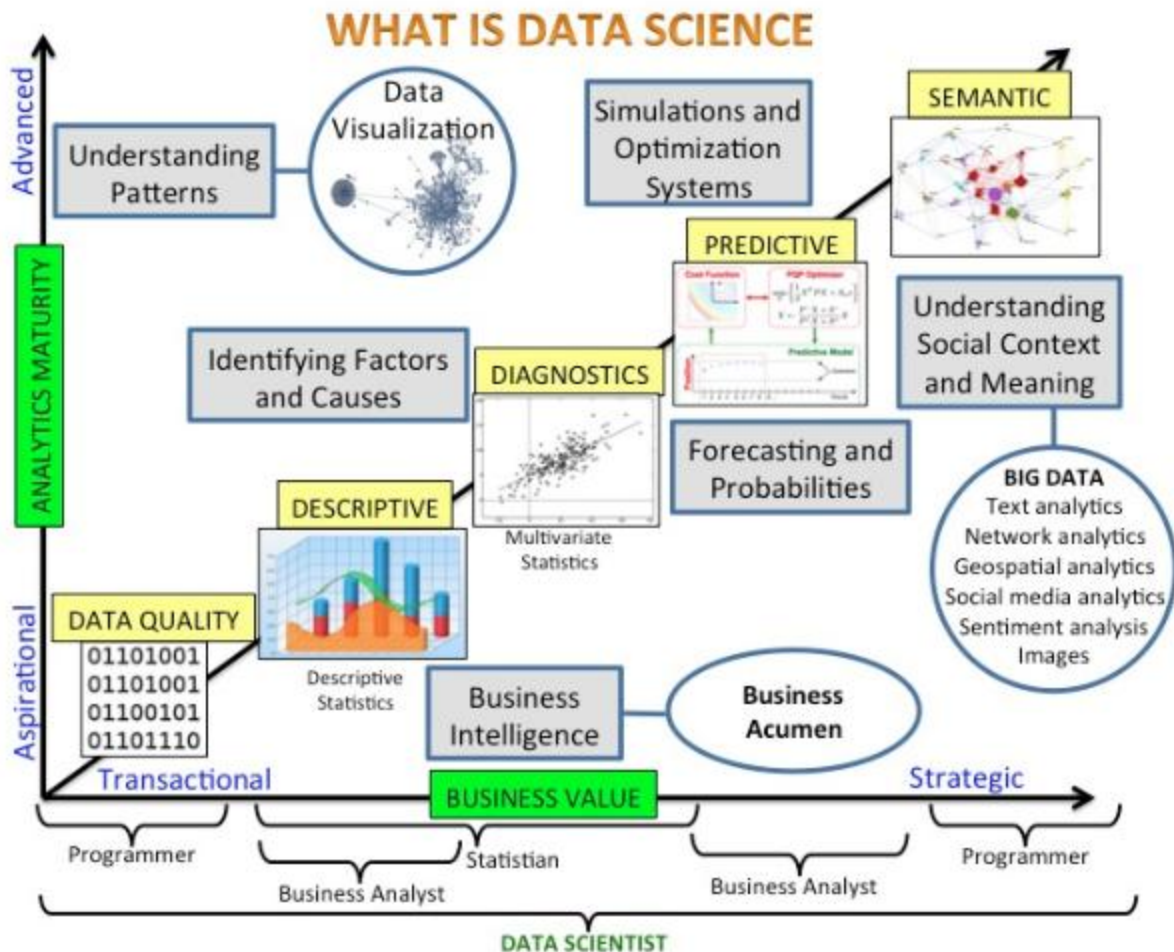 WHAT IS DATA SCIENCE
Advanced
ANALYTICS MATURITY
Aspirational
Understanding
Patterns
Data
Visualization
Simulations and
Optimization
Systems
SEMANTIC
PREDICTIVE
Cost Function
PQP Optimizer
Predictive Model
Understanding
Social Context
and Meaning
Identifying Factors
and Causes
DIAGNOSTICS
Multivariate
Statistics
Forecasting and
Probabilities
BIG DATA
Text analytics
Network analytics
Geospatial analytics
Social media analytics
Sentiment analysis
Images
DESCRIPTIVE
Descriptive
Statistics
DATA QUALITY
01101001
01101001
01100101
01101110
Business
Intelligence
Business
Acumen
Transactional
BUSINESS VALUE
Strategic
Programmer
Business Analyst
Statistian
Business Analyst
Programmer
DATA SCIENTIST